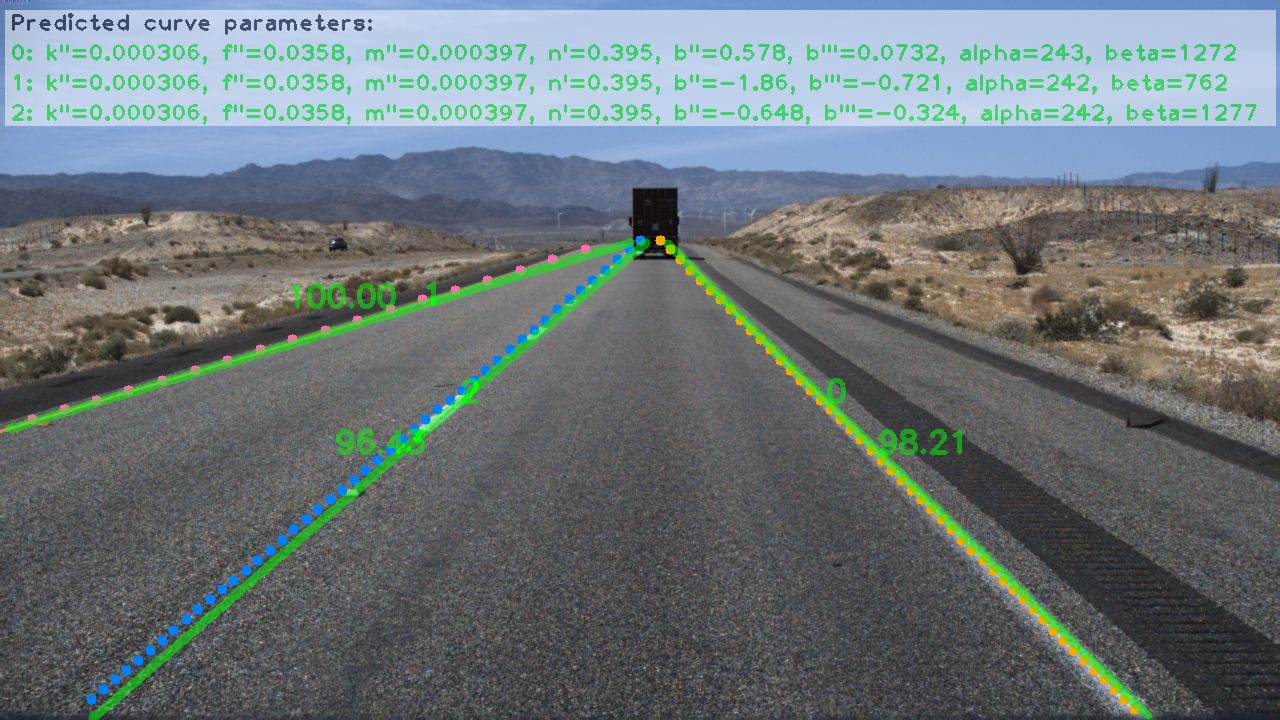 Predicted curve parameters:
0: k''=0.000306, f''=0.0358, m''=0.000397, n'=0.395, b''=0.578, b'''=0.0732, alpha=243, beta=1272
1: k''=0.000306, f''=0.0358, m''=0.000397, n'=0.395, b''=-1.86, b'''=-0.721, alpha=242, beta=762
2: k''=0.000306, f''=0.0358, m''=0.000397, n'=0.395, b''=-0.648, b'''=-0.324, alpha=242, beta=1277
100.00 1
2
0
96.43
98.21